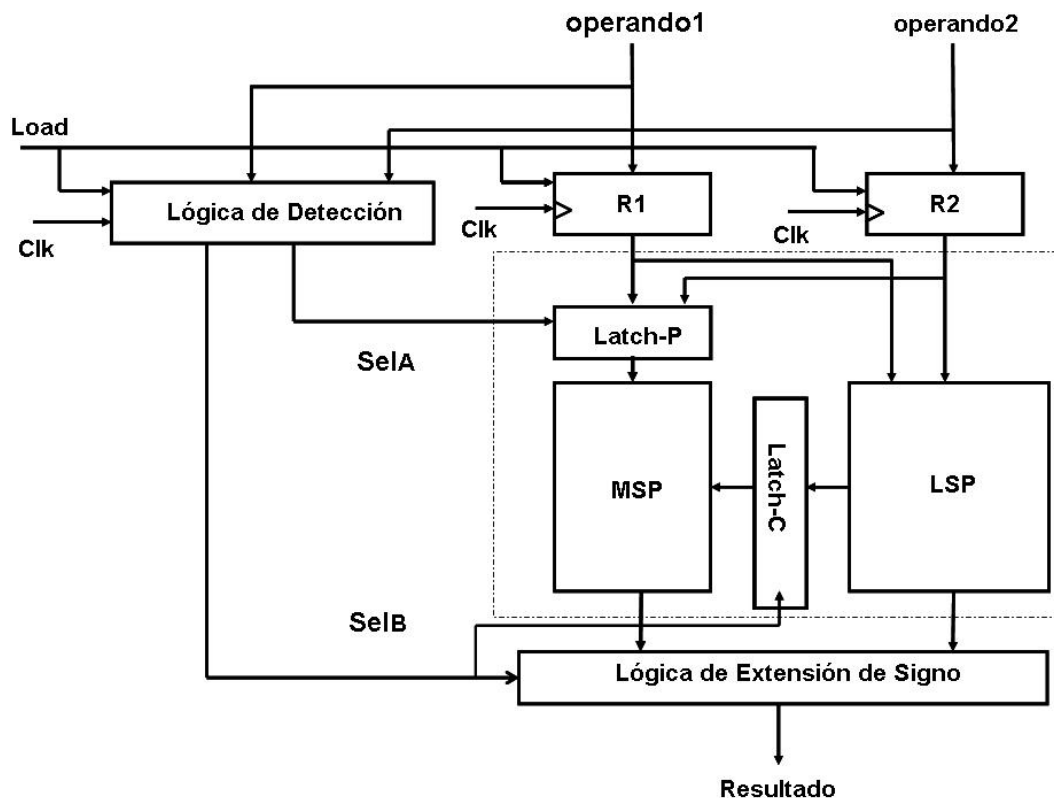 operando1
operando2
Load
Lógica de Detección
R1
R2
Clk
Clk
Clk
Latch-P
SelA
MSP
Latch-C
LSP
SelB
Lógica de Extensión de Signo
Resultado